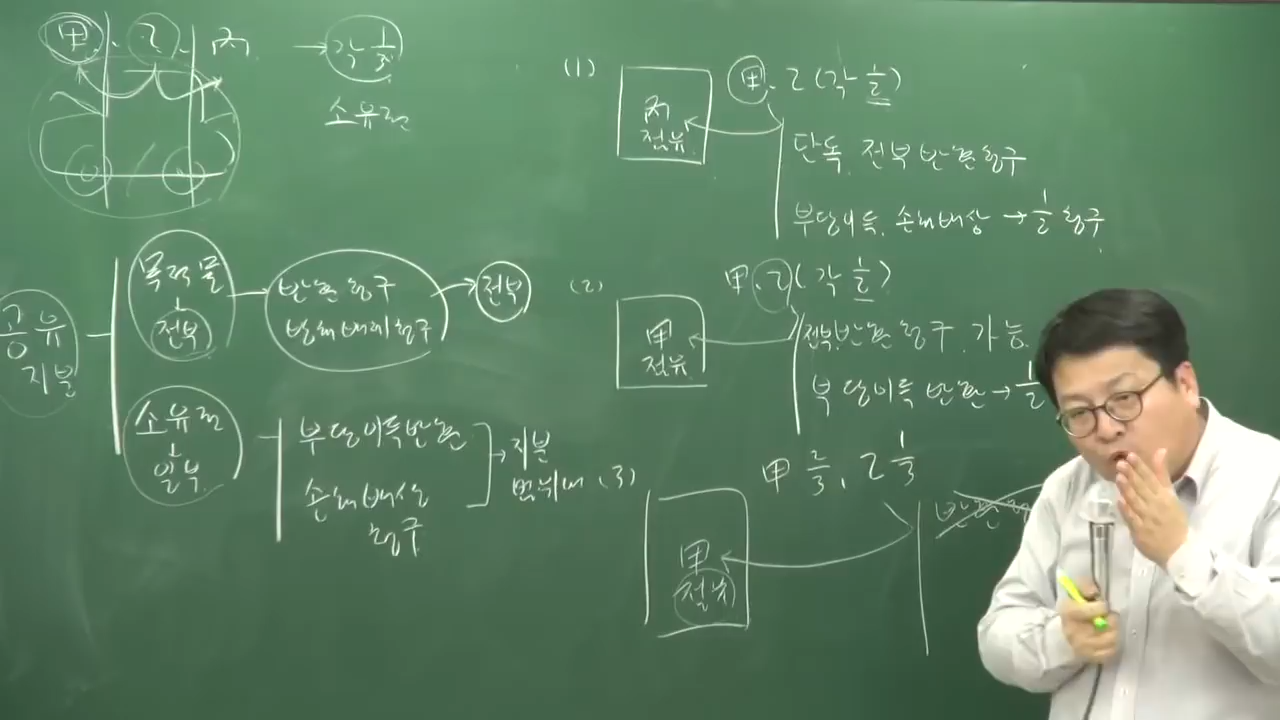 甲. 乙. 丙 → 각 1/3
소유권
공유
지분
목적물
↓
전부
→ 반환청구
방해배제청구
→ 전부
소유권
↓
일부
부당이득반환
손해배상
청구
→ 지분
범위내
(1)
丙
점유
甲. 乙 (각 1/2)
단독. 전부 반환청구
부당이득, 손해배상 → 1/2 청구
(2)
甲
점유
甲. 乙 (각 1/2)
전부반환청구. 가능
부당이득 반환 → 1/2
(3)
甲
점유
甲 2/3, 乙 1/3
반환